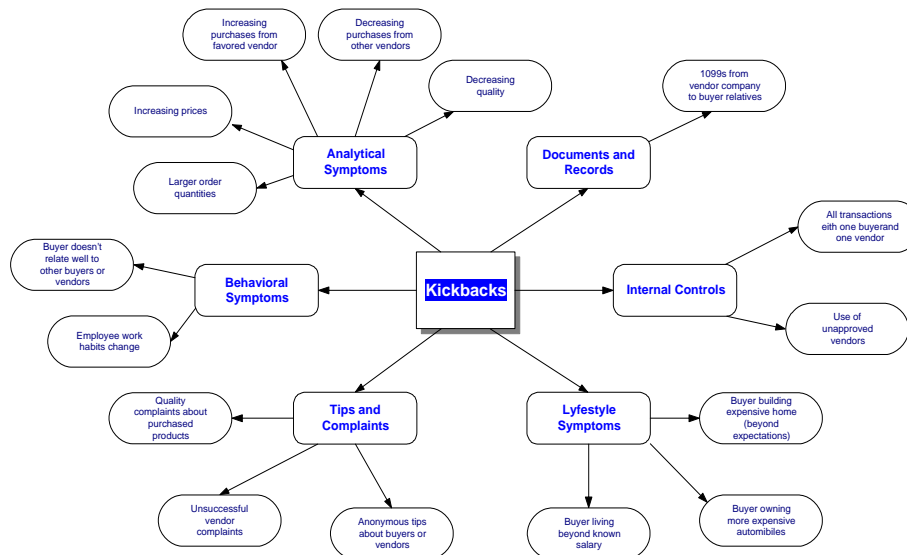 Increasing
purchases from
favored vendor
Decreasing
purchases from
other vendors
Decreasing
quality
1099s from
vendor company
to buyer relatives
Increasing prices
Analytical
Symptoms
Documents and
Records
Larger order
quantities
All transactions
eith one buyerand
one vendor
Buyer doesn't
relate well to
other buyers or
vendors
Behavioral
Symptoms
Kickbacks
Internal Controls
Employee work
habits change
Use of
unapproved
vendors
Quality
complaints about
purchased
products
Tips and
Complaints
Lyfestyle
Symptoms
Buyer building
expensive home
(beyond
expectations)
Unsuccessful
vendor
complaints
Anonymous tips
about buyers or
vendors
Buyer living
beyond known
salary
Buyer owning
more expensive
automibiles